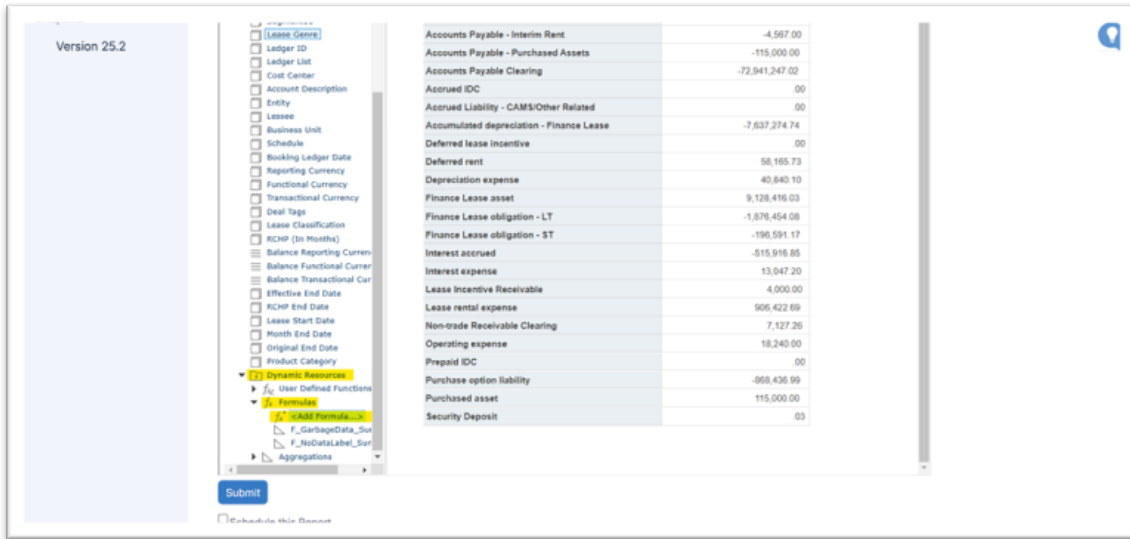 Version 25.2
Lease Genre
Ledger ID
Ledger List
Cost Center
Account Description
Entity
Lessee
Business Unit
Schedule
Booking Ledger Date
Reporting Currency
Functional Currency
Transactional Currency
Deal Tags
Lease Classification
RCHP (In Months)
Balance Reporting Curren
Balance Functional Currer
Balance Transactional Cur
Effective End Date
RCHP End Date
Lease Start Date
Month End Date
Original End Date
Product Category
Dynamic Resources
User Defined Functions
Formulas
<Add Formula...>
F_GarbageData_Sur
F_NoDataLabel_Sur
Aggregations
Accounts Payable - Interim Rent -4,567.00
Accounts Payable - Purchased Assets -115,000.00
Accounts Payable Clearing -72,941,247.02
Accrued IDC .00
Accrued Liability - CAMS/Other Related .00
Accumulated depreciation - Finance Lease -7,637,274.74
Deferred lease incentive .00
Deferred rent 58,165.73
Depreciation expense 40,840.10
Finance Lease asset 9,128,416.03
Finance Lease obligation - LT -1,876,454.08
Finance Lease obligation - ST -196,591.17
Interest accrued -515,916.85
Interest expense 13,047.20
Lease Incentive Receivable 4,000.00
Lease rental expense 906,422.69
Non-trade Receivable Clearing 7,127.26
Operating expense 18,240.00
Prepaid IDC .00
Purchase option liability -868,436.99
Purchased asset 115,000.00
Security Deposit .03
Submit
Schedule this Report